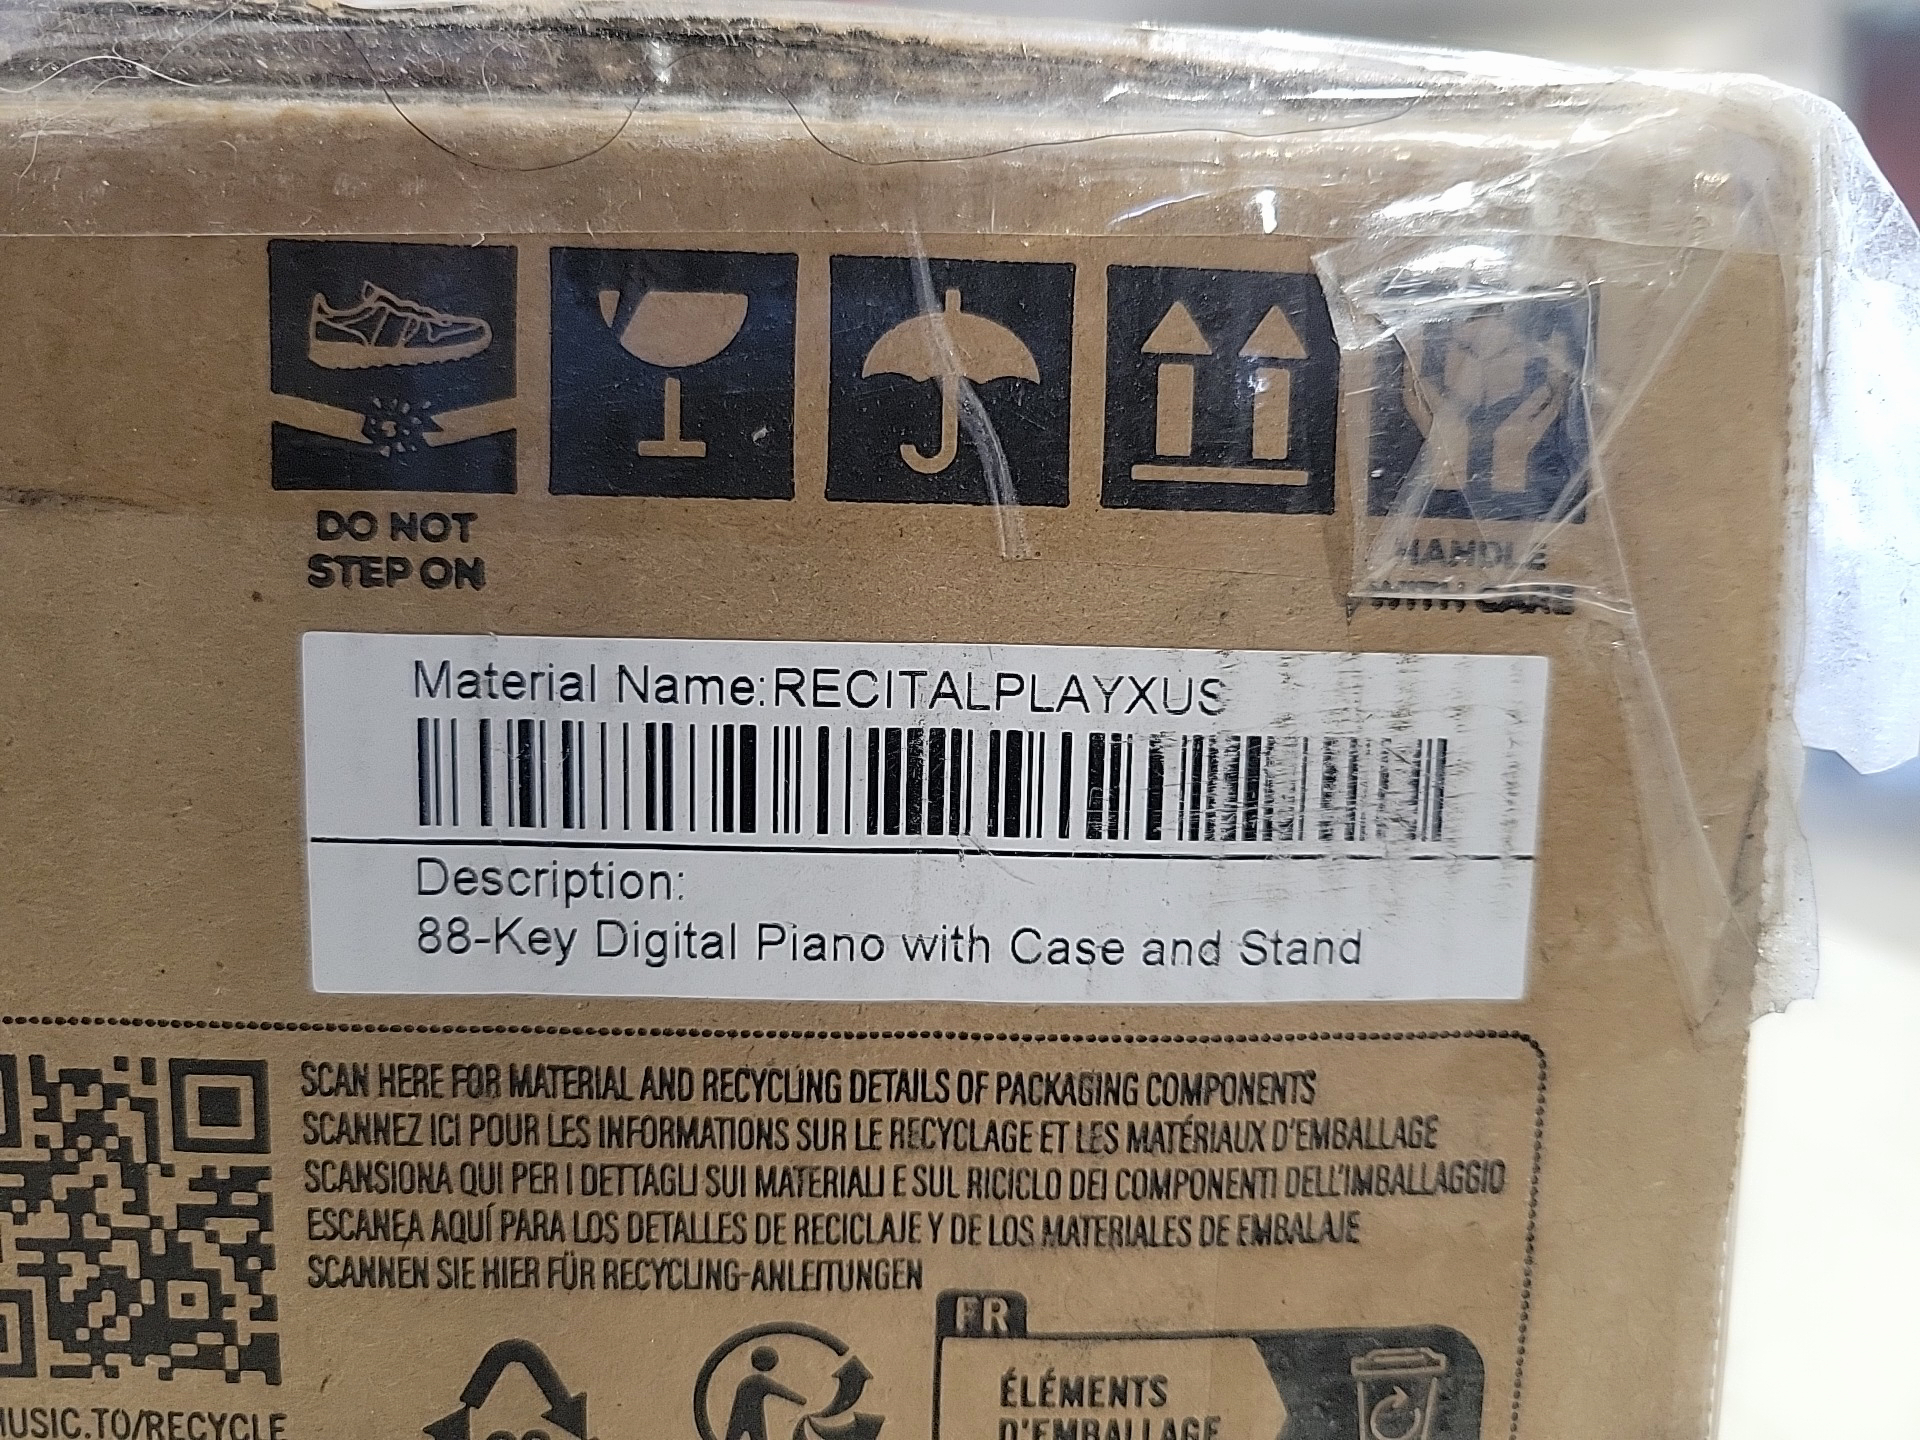 DO NOT
STEP ON
HANDLE
WITH CARE
Material Name:RECITALPLAYXUS
Description:
88-Key Digital Piano with Case and Stand
SCAN HERE FOR MATERIAL AND RECYCLING DETAILS OF PACKAGING COMPONENTS
SCANNEZ ICI POUR LES INFORMATIONS SUR LE RECYCLAGE ET LES MATÉRIAUX D'EMBALLAGE
SCANSIONA QUI PER I DETTAGLI SUI MATERIALI E SUL RICICLO DEI COMPONENTI DELL'IMBALLAGGIO
ESCANEA AQUÍ PARA LOS DETALLES DE RECICLAJE Y DE LOS MATERIALES DE EMBALAJE
SCANNEN SIE HIER FÜR RECYCLING-ANLEITUNGEN
FR
ÉLÉMENTS
D'EMBALLAGE
MUSIC.TO/RECYCLE